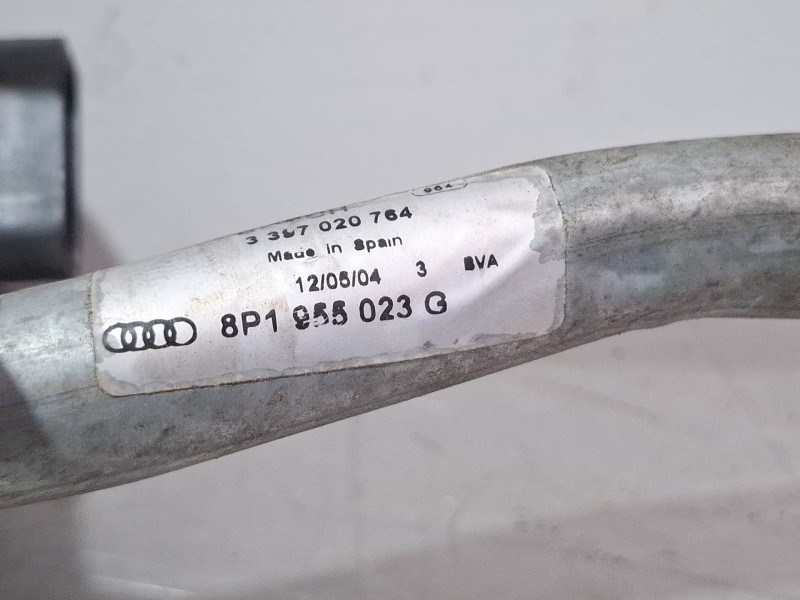 3 397 020 764
Made in Spain
12/05/04 3 BVA
8P1 955 023 G